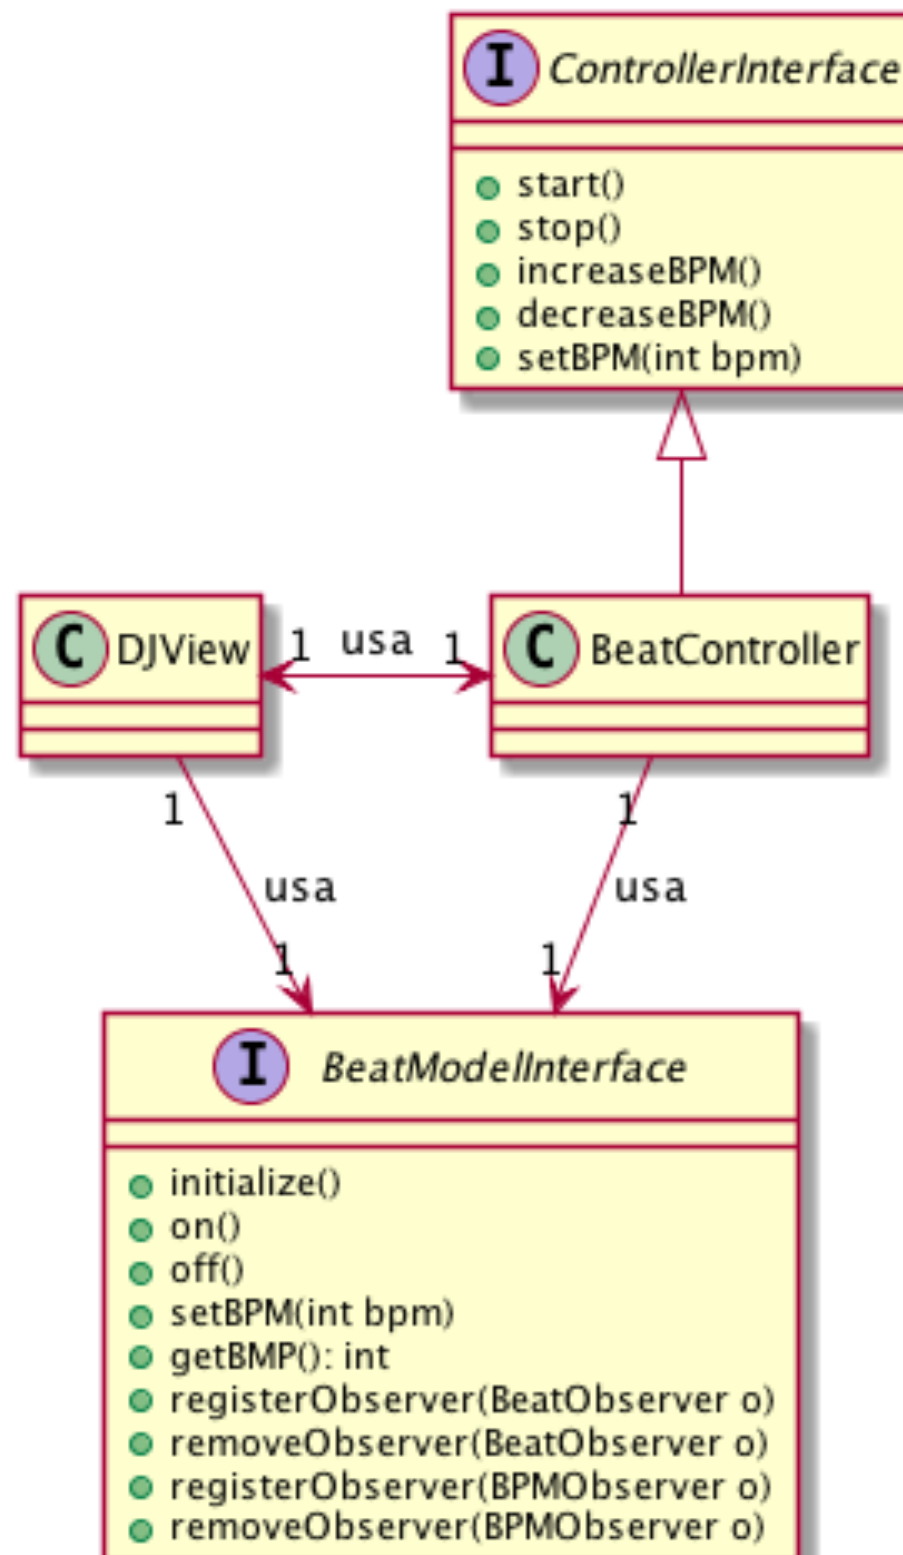 I ControllerInterface
start()
stop()
increaseBPM()
decreaseBPM()
setBPM(int bpm)
C DJView
1 usa 1
C BeatController
1
usa
1
1
usa
1
I BeatModelInterface
initialize()
on()
off()
setBPM(int bpm)
getBMP(): int
registerObserver(BeatObserver o)
removeObserver(BeatObserver o)
registerObserver(BPMObserver o)
removeObserver(BPMObserver o)